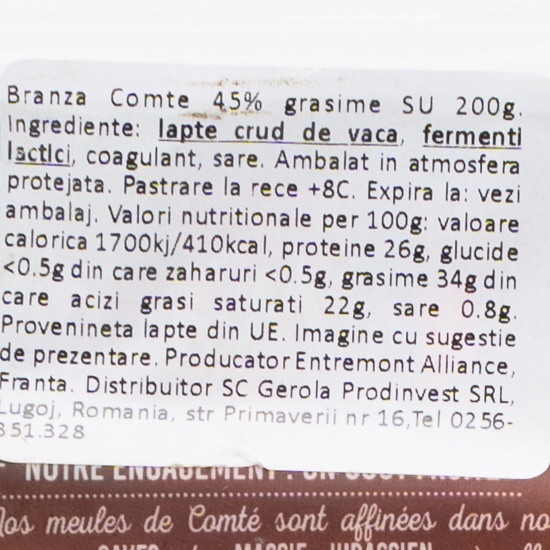 Branza Comte 45% grasime SU 200g.
Ingrediente: lapte crud de vaca, fermenti
lactici, coagulant, sare. Ambalat in atmosfera
protejata. Pastrare la rece +8C. Expira la: vezi
ambalaj. Valori nutritionale per 100g: valoare
calorica 1700kj/410kcal, proteine 26g, glucide
<0.5g din care zaharuri <0.5g, grasime 34g din
care acizi grasi saturati 22g, sare 0.8g.
Provenineta lapte din UE. Imagine cu sugestie
de prezentare. Producator Entremont Alliance,
Franta. Distribuitor SC Gerola Prodinvest SRL,
Lugoj, Romania, str Primaverii nr 16,Tel 0256-
351.328
NOTRE ENGAGEMENT : UN GOÛT
Nos meules de Comté sont affinées dans no
MASSIF JURASSIEN